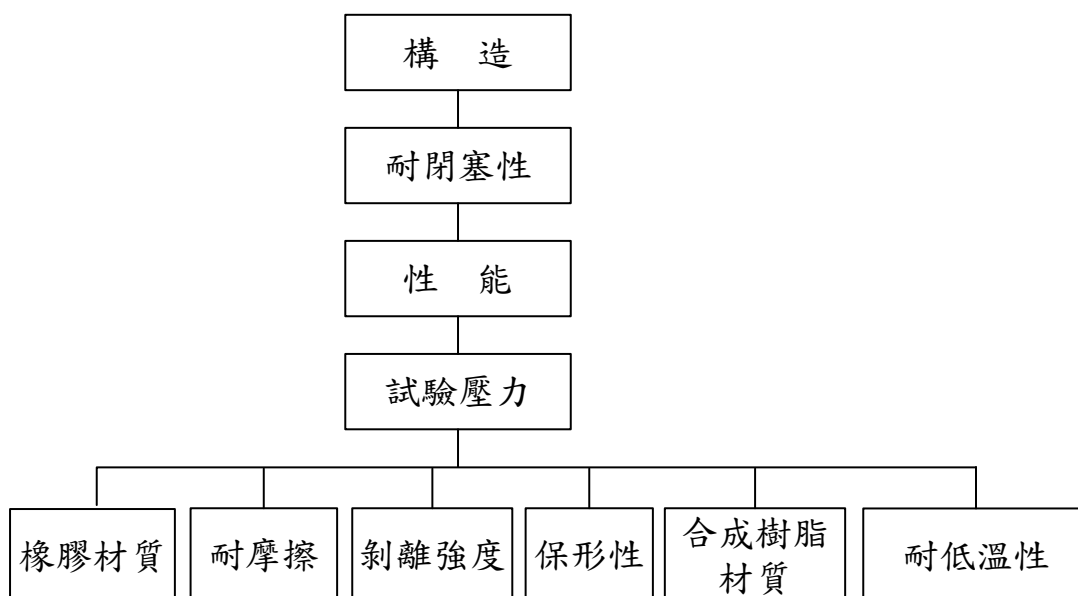 構　造
耐閉塞性
性　能
試驗壓力
橡膠材質
耐摩擦
剝離強度
保形性
合成樹脂
材質
耐低溫性